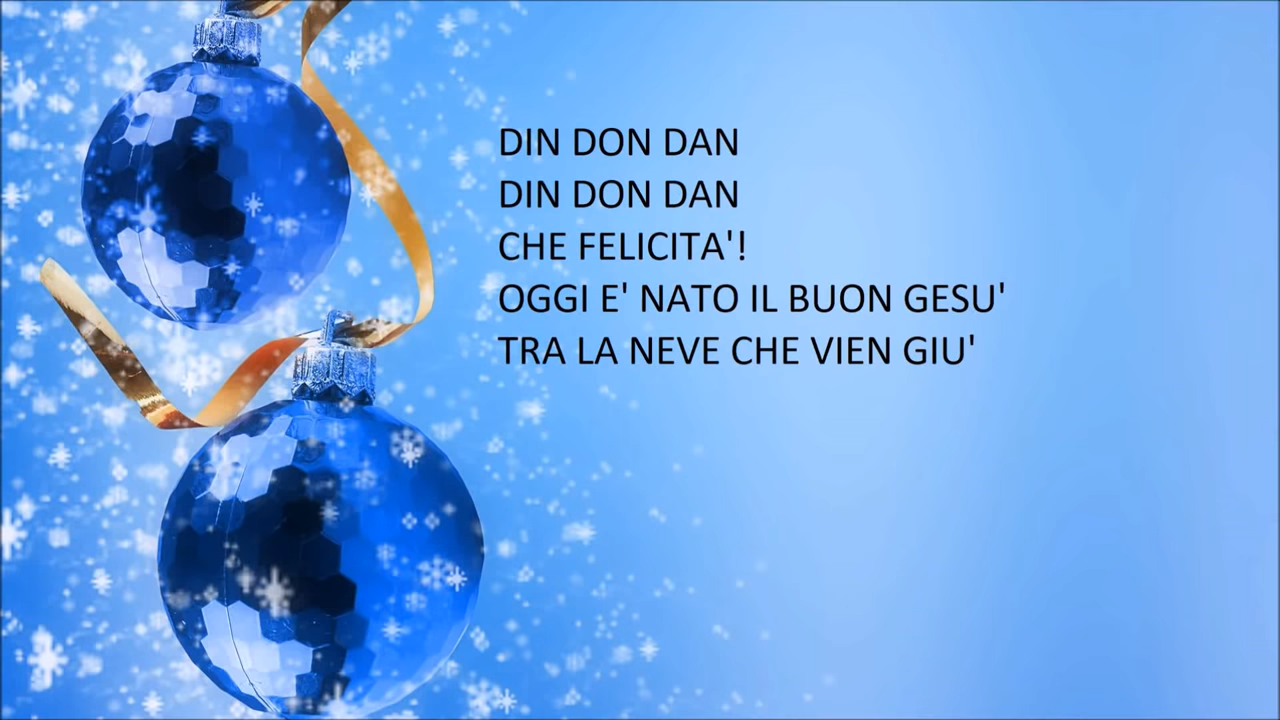 DIN DON DAN
DIN DON DAN
CHE FELICITA'!
OGGI E' NATO IL BUON GESU'
TRA LA NEVE CHE VIEN GIU'